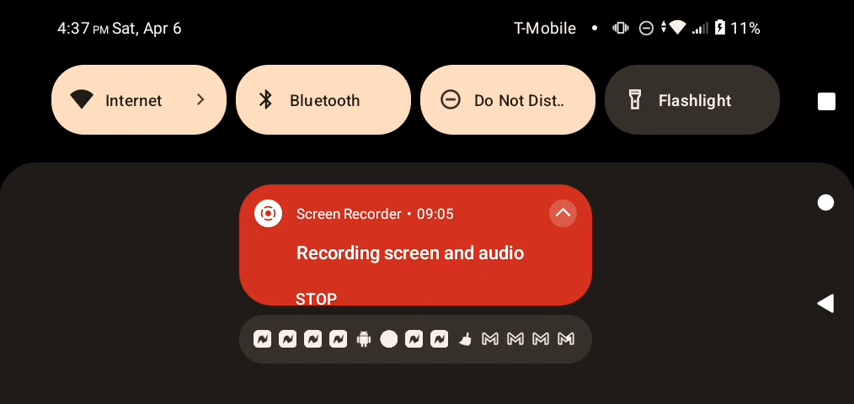 4:37 PM Sat, Apr 6
T-Mobile • 11%
Internet
Bluetooth
Do Not Dist..
Flashlight
Screen Recorder • 09:05
Recording screen and audio
STOP